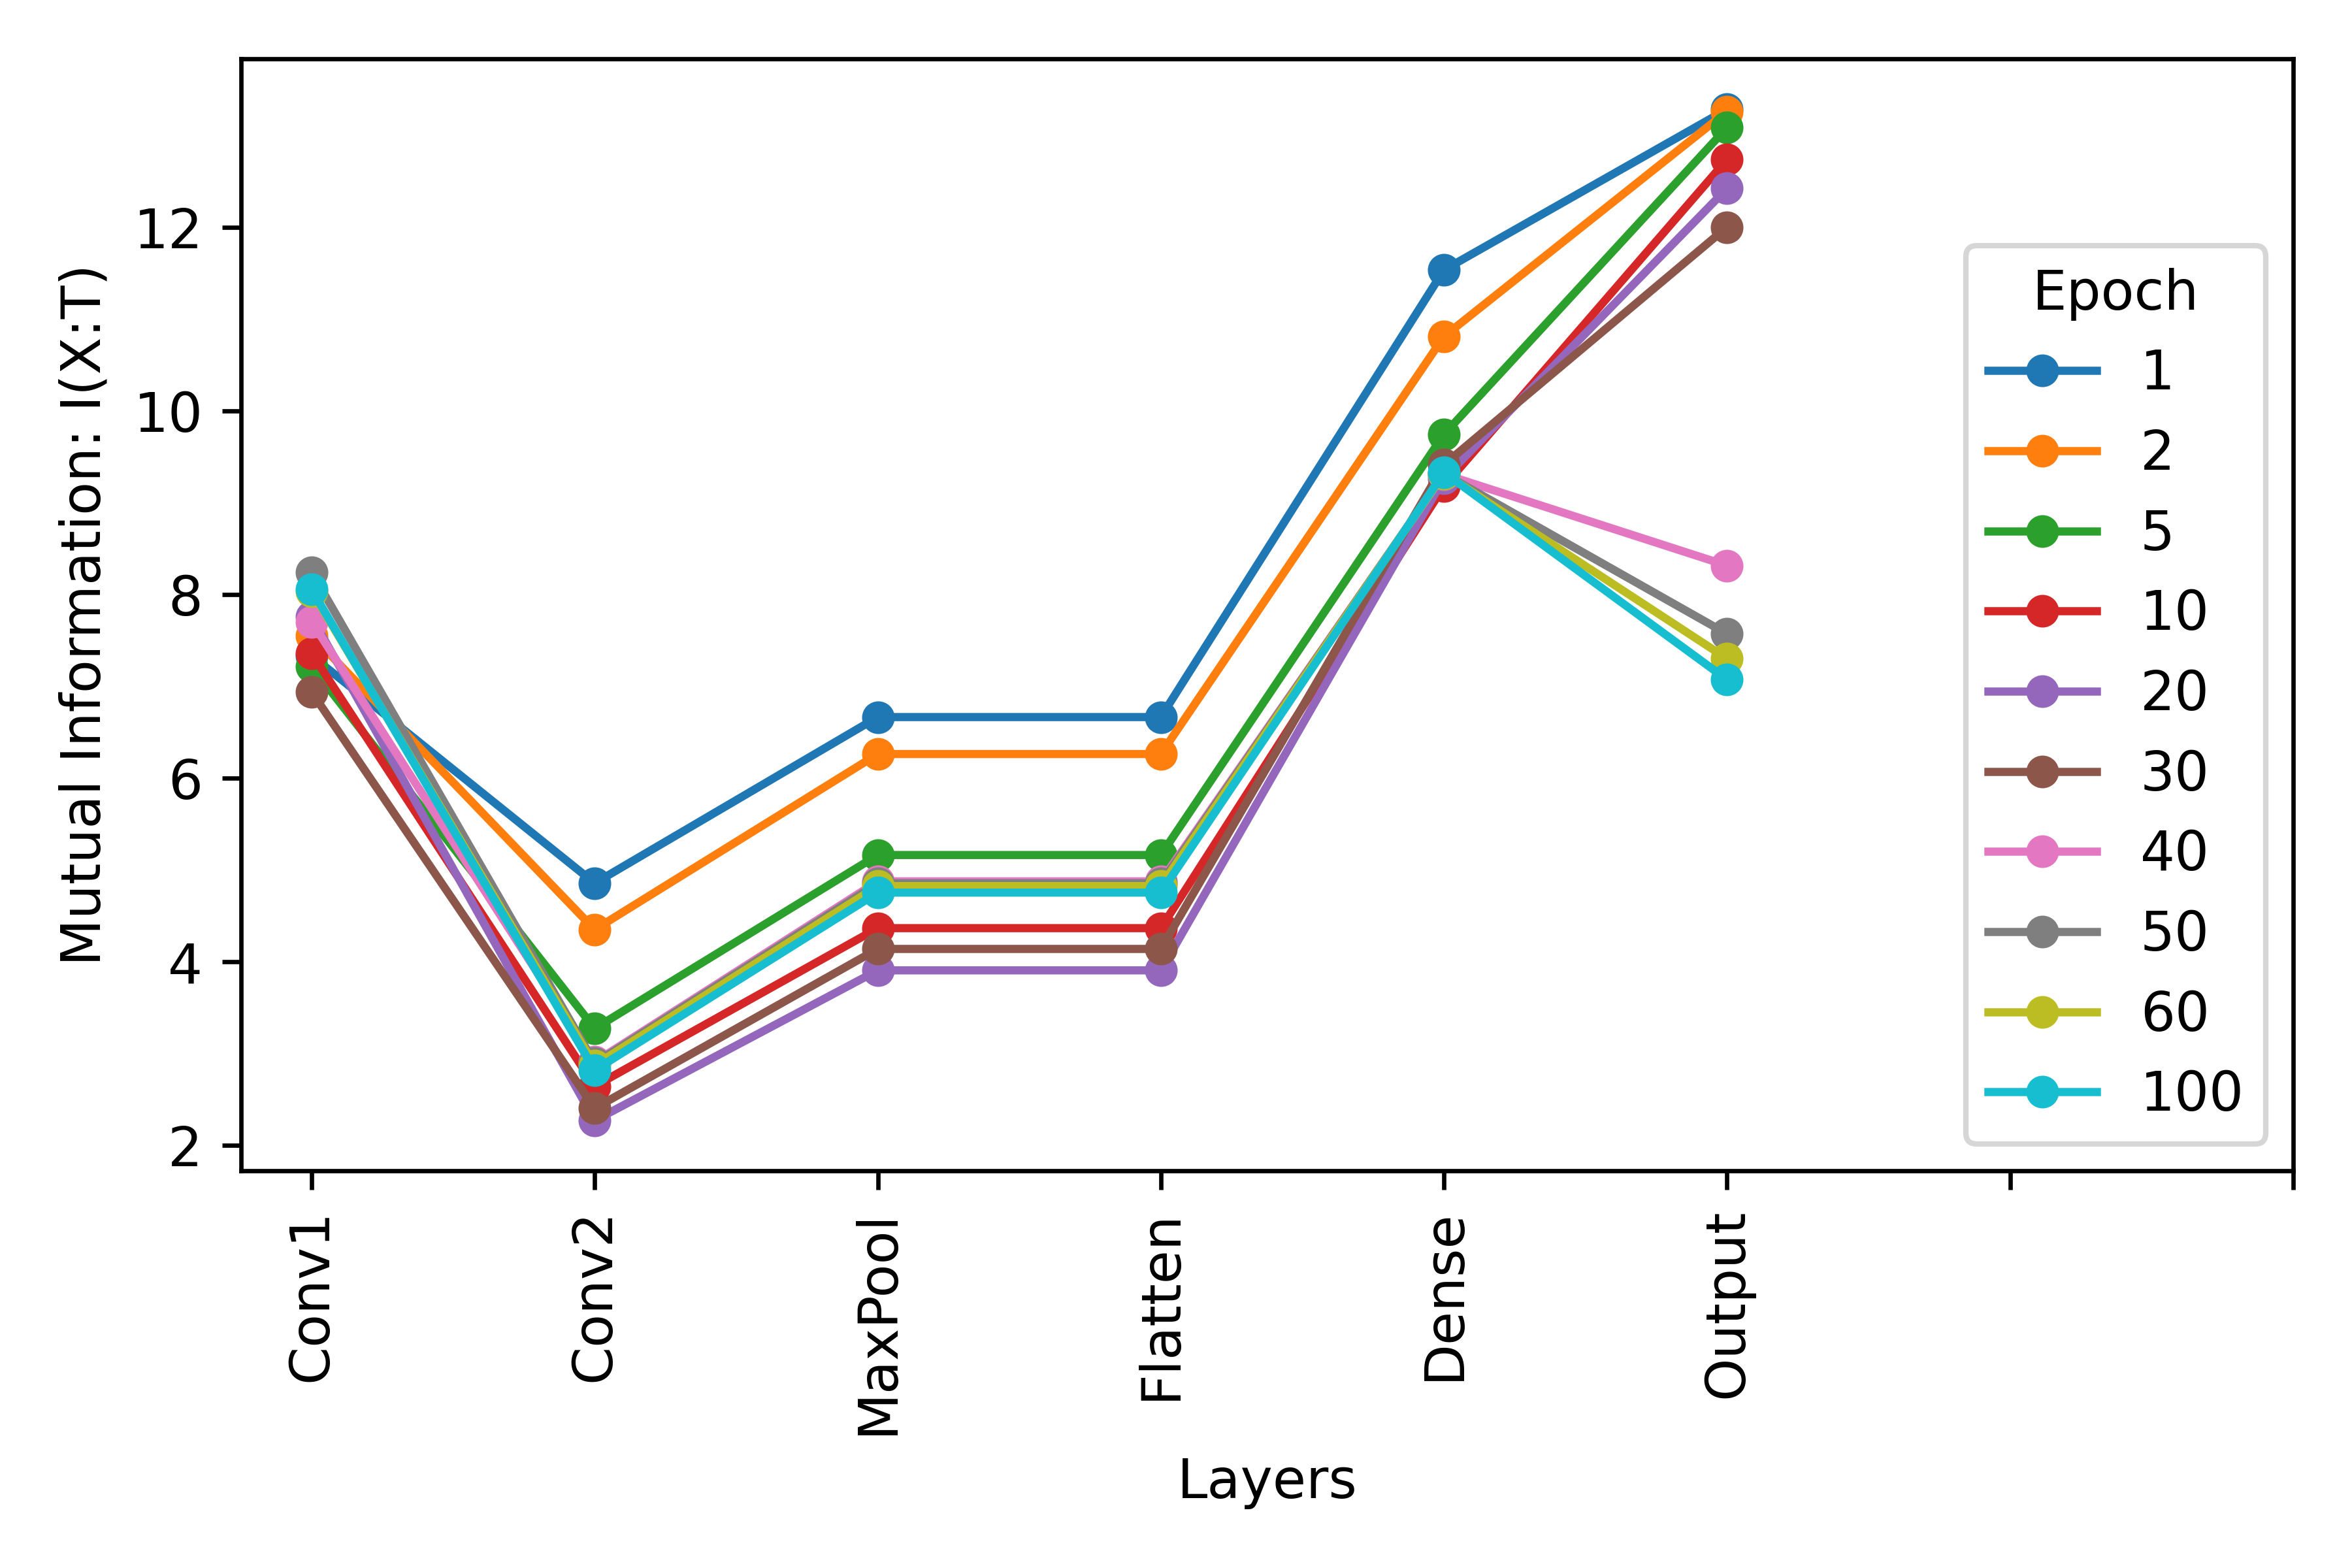 Mutual Information: I(X:T)
12
10
8
6
4
2
Epoch
1
2
5
10
20
30
40
50
60
100
Conv1
Conv2
MaxPool
Flatten
Dense
Output
Layers